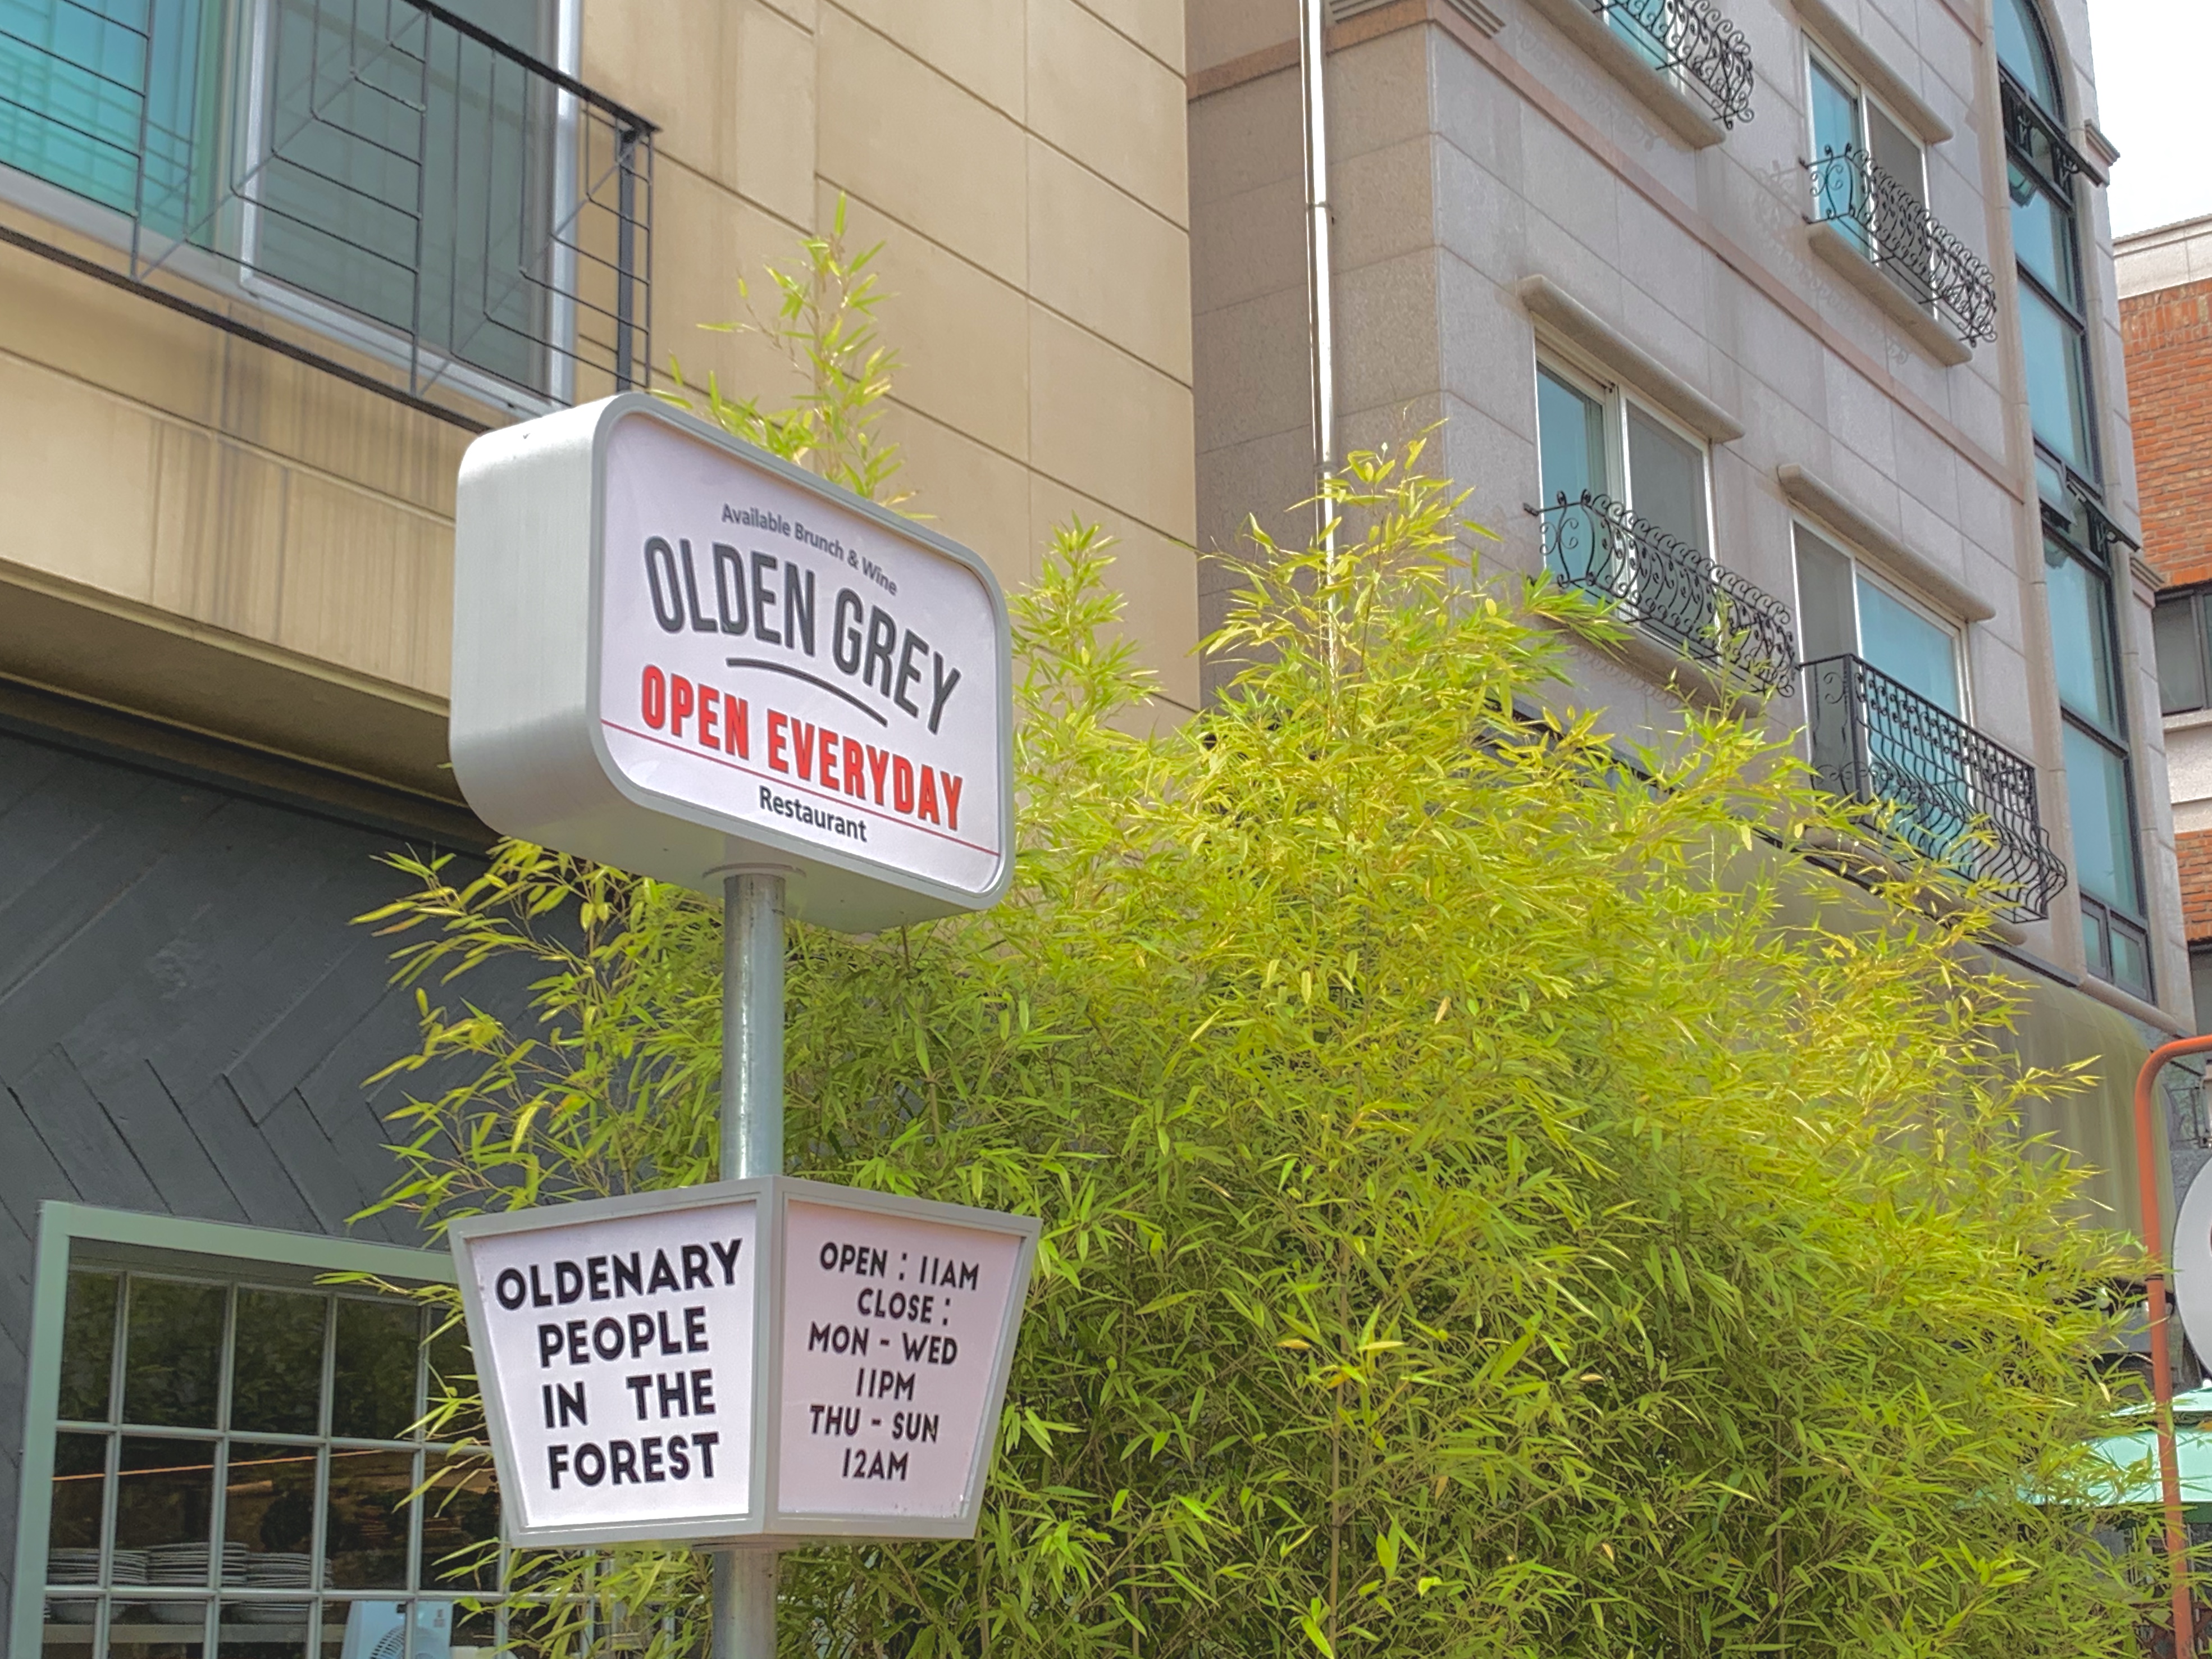 Available Brunch & Wine
OLDEN GREY
OPEN EVERYDAY
Restaurant
OLDENARY
PEOPLE
IN THE
FOREST
OPEN : 11AM
CLOSE :
MON - WED
11PM
THU - SUN
12AM